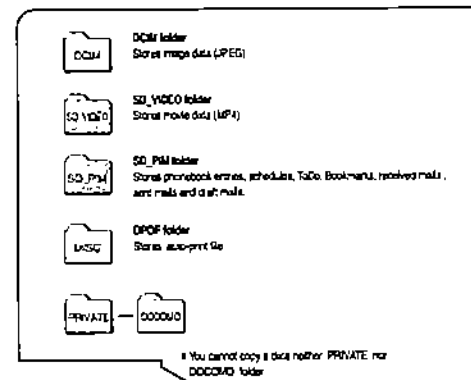 DCIM folder
DCIM
Stores image data (JPEG)
SD_VIDEO folder
SD_VIDEO
Stores movie data (MP4)
SD_PIM folder
SD_PIM
Stores phonebook entries, schedules, ToDo, Bookmarks, received mails,
sent mails and draft mails.
DPOF folder
MISC
Stores auto-print file
PRIVATE
DOCOMO
You cannot copy a data neither PRIVATE nor
DOCOMO folder